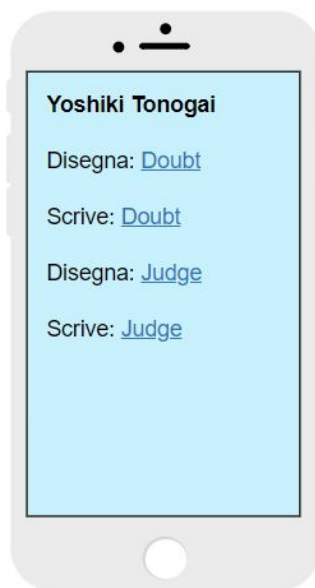 Yoshiki Tonogai
Disegna: Doubt
Scrive: Doubt
Disegna: Judge
Scrive: Judge